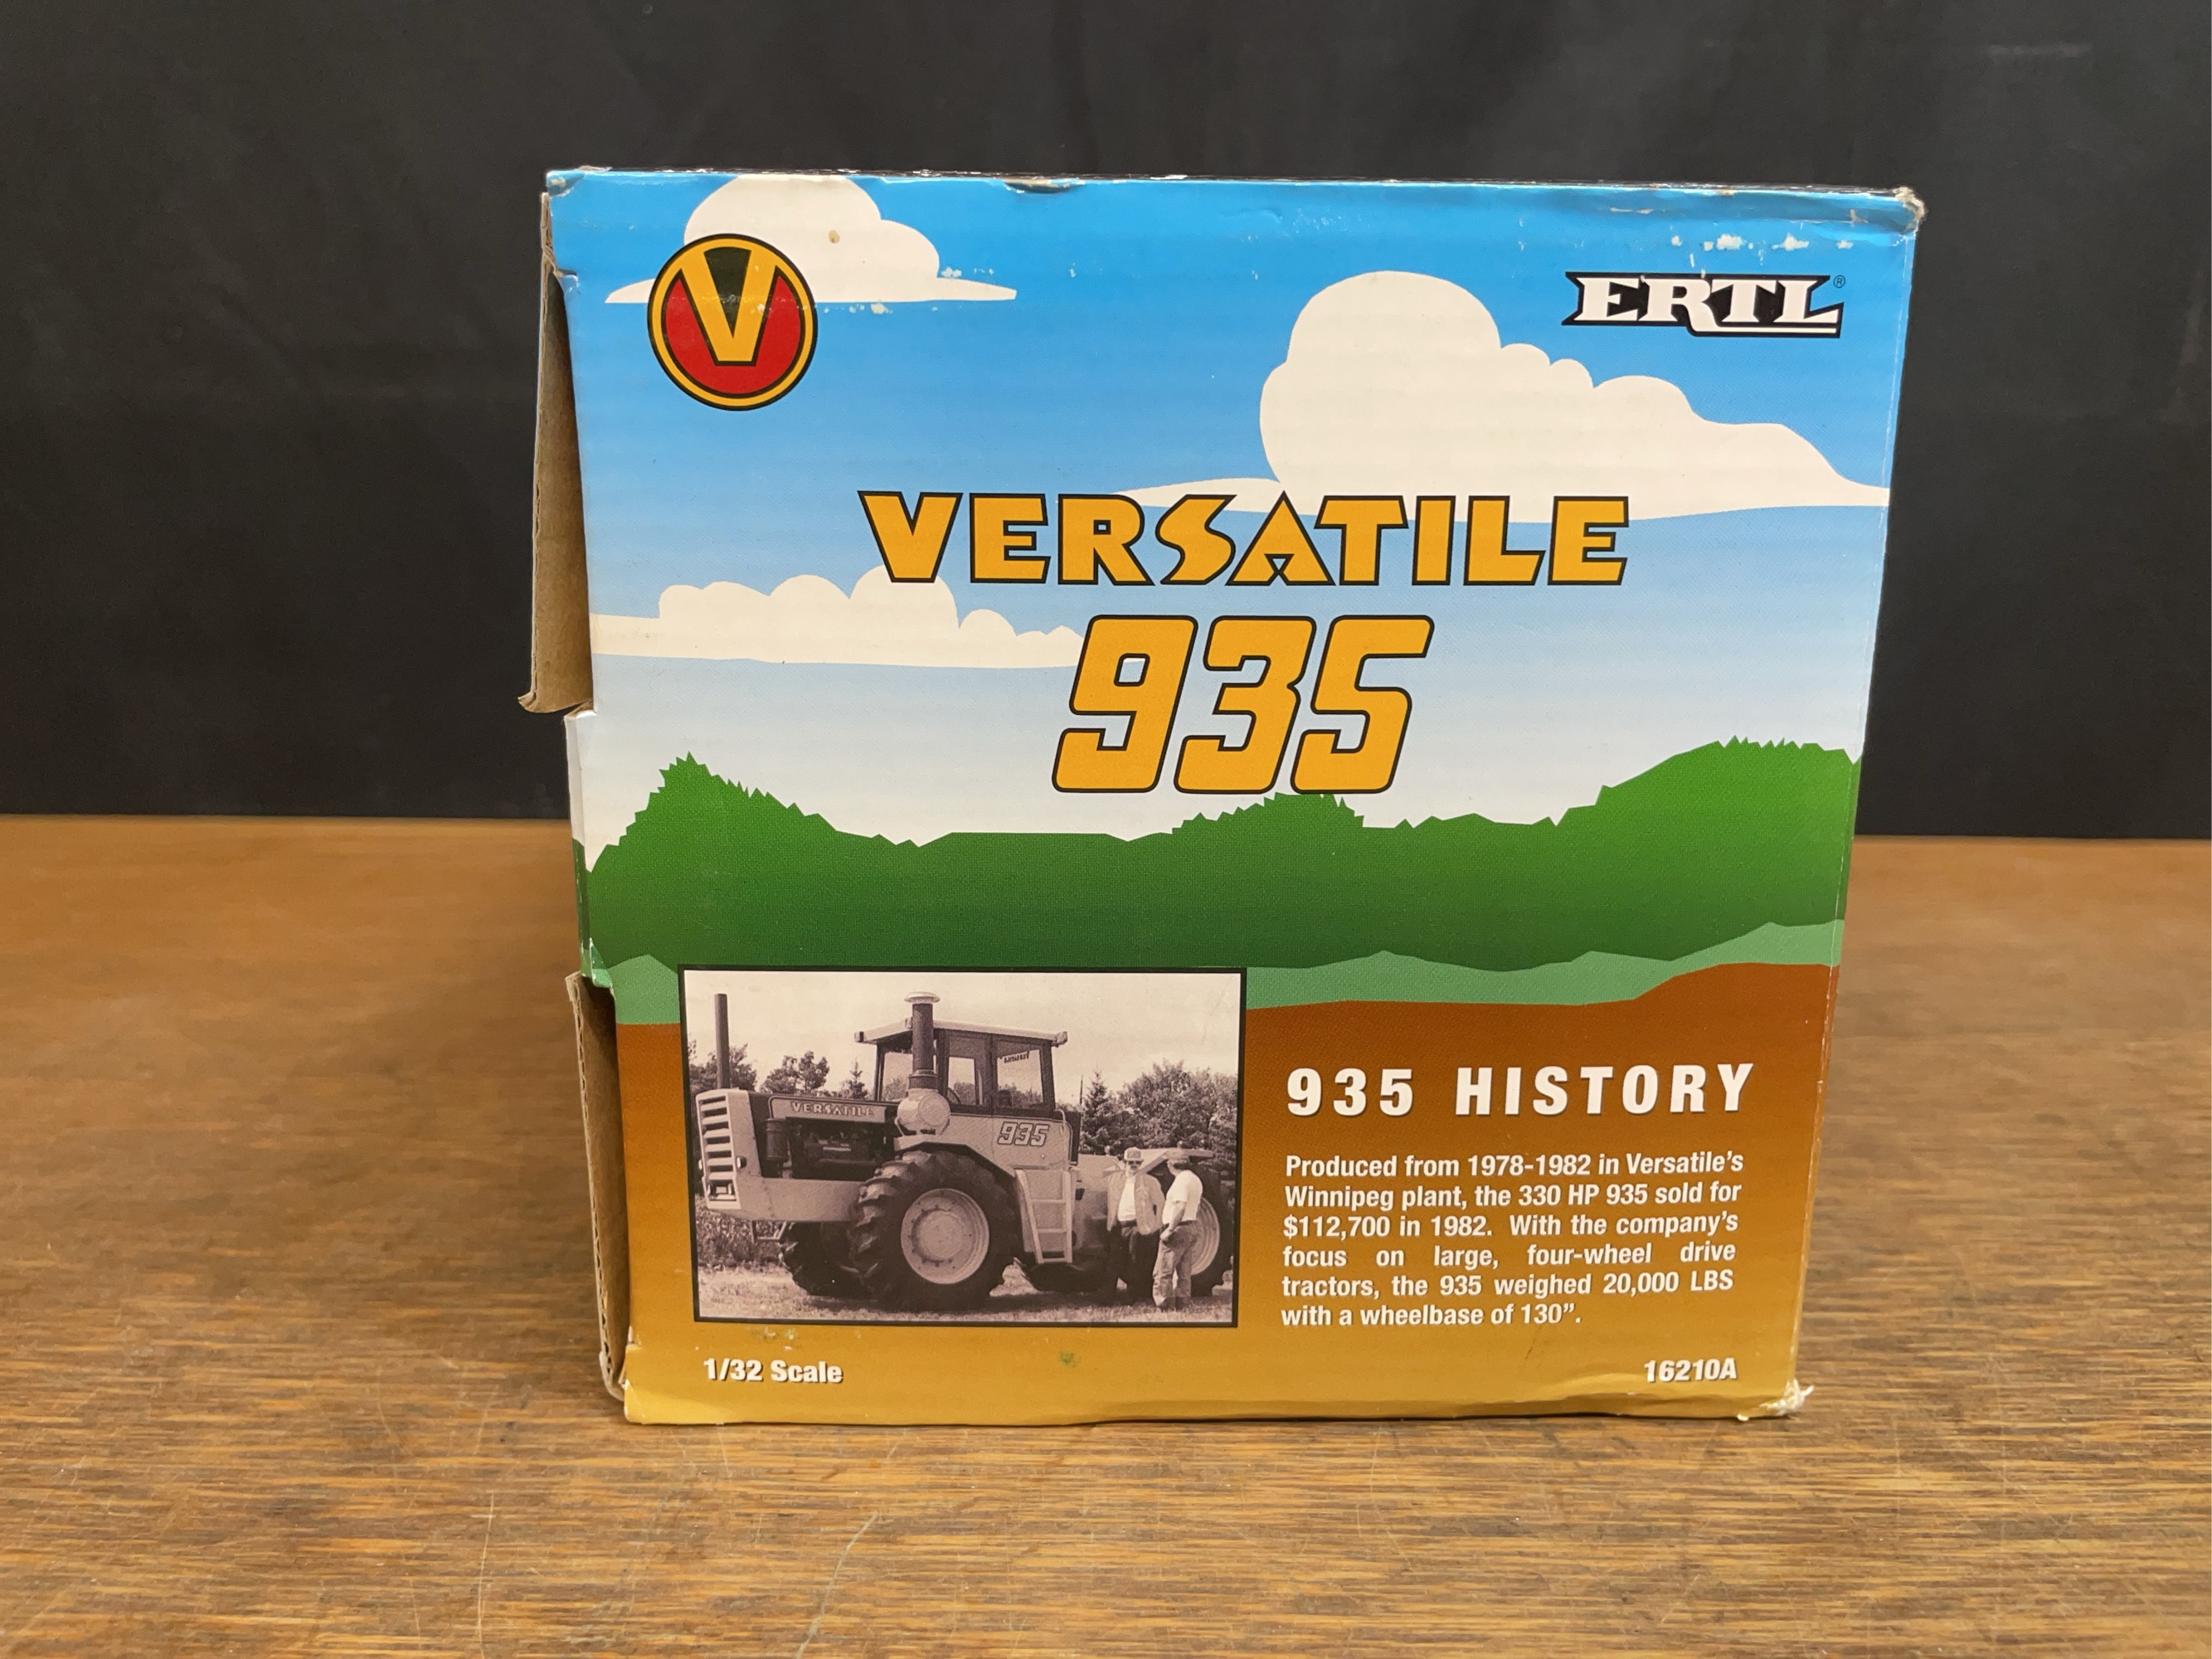 V
ERTL®
VERSATILE
935
VERSATILE
935
935 HISTORY
Produced from 1978-1982 in Versatile's
Winnipeg plant, the 330 HP 935 sold for
$112,700 in 1982. With the company's
focus on large, four-wheel drive
tractors, the 935 weighed 20,000 LBS
with a wheelbase of 130”.
1/32 Scale
16210A